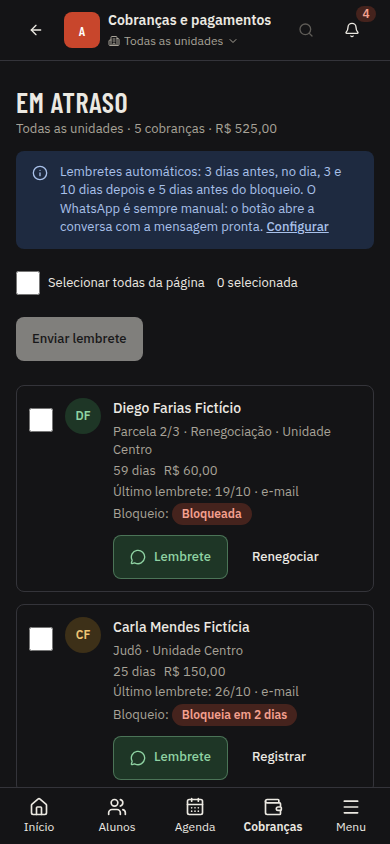 A
Cobranças e pagamentos
Todas as unidades
4
EM ATRASO
Todas as unidades · 5 cobranças · R$ 525,00
Lembretes automáticos: 3 dias antes, no dia, 3 e
10 dias depois e 5 dias antes do bloqueio. O
WhatsApp é sempre manual: o botão abre a
conversa com a mensagem pronta. Configurar
Selecionar todas da página 0 selecionada
Enviar lembrete
DF
Diego Farias Fictício
Parcela 2/3 · Renegociação · Unidade
Centro
59 dias R$ 60,00
Último lembrete: 19/10 · e-mail
Bloqueio: Bloqueada
Lembrete Renegociar
CF
Carla Mendes Fictícia
Judô · Unidade Centro
25 dias R$ 150,00
Último lembrete: 26/10 · e-mail
Bloqueio: Bloqueia em 2 dias
Lembrete Registrar
Início Alunos Agenda Cobranças Menu